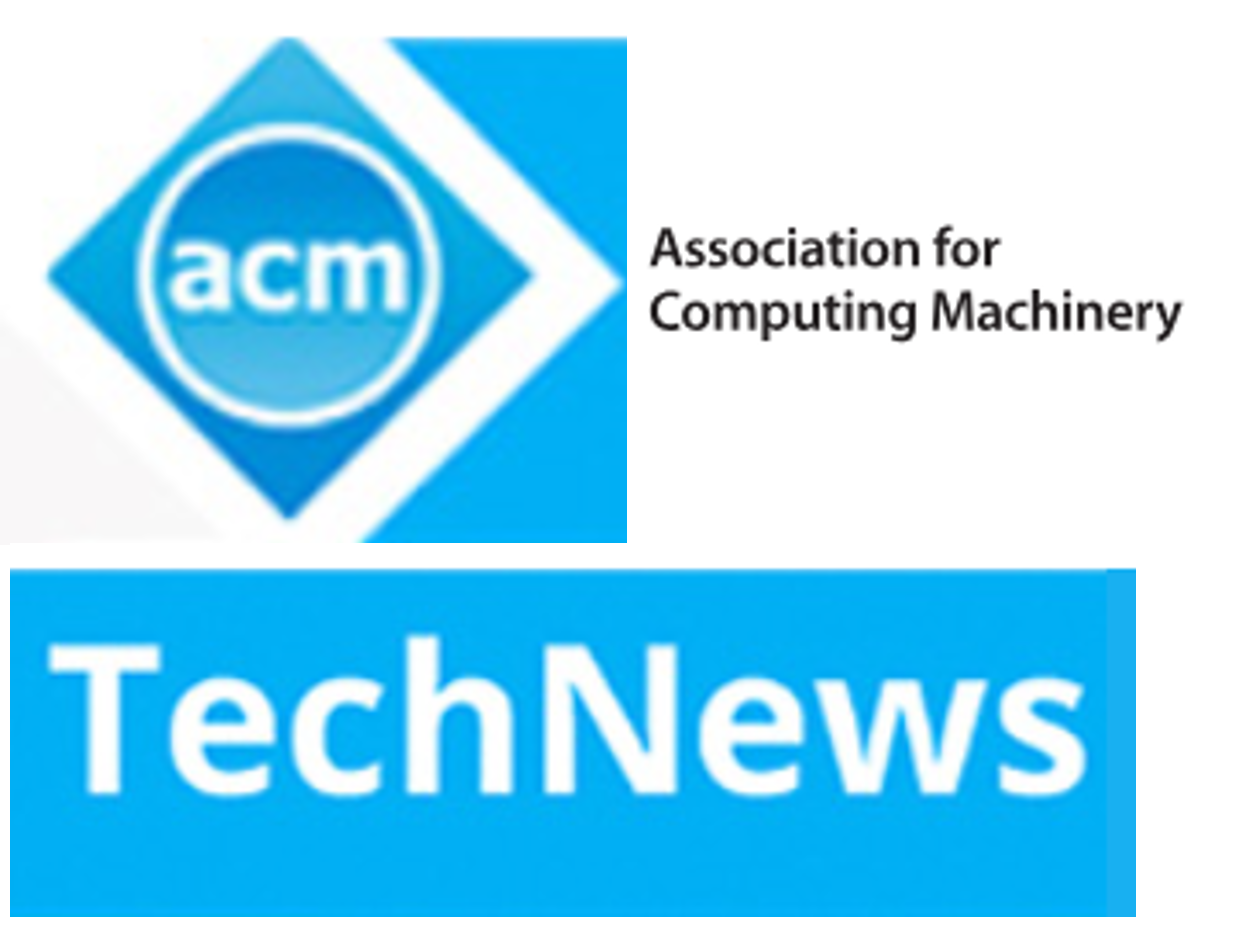 acm
Association for
Computing Machinery
TechNews